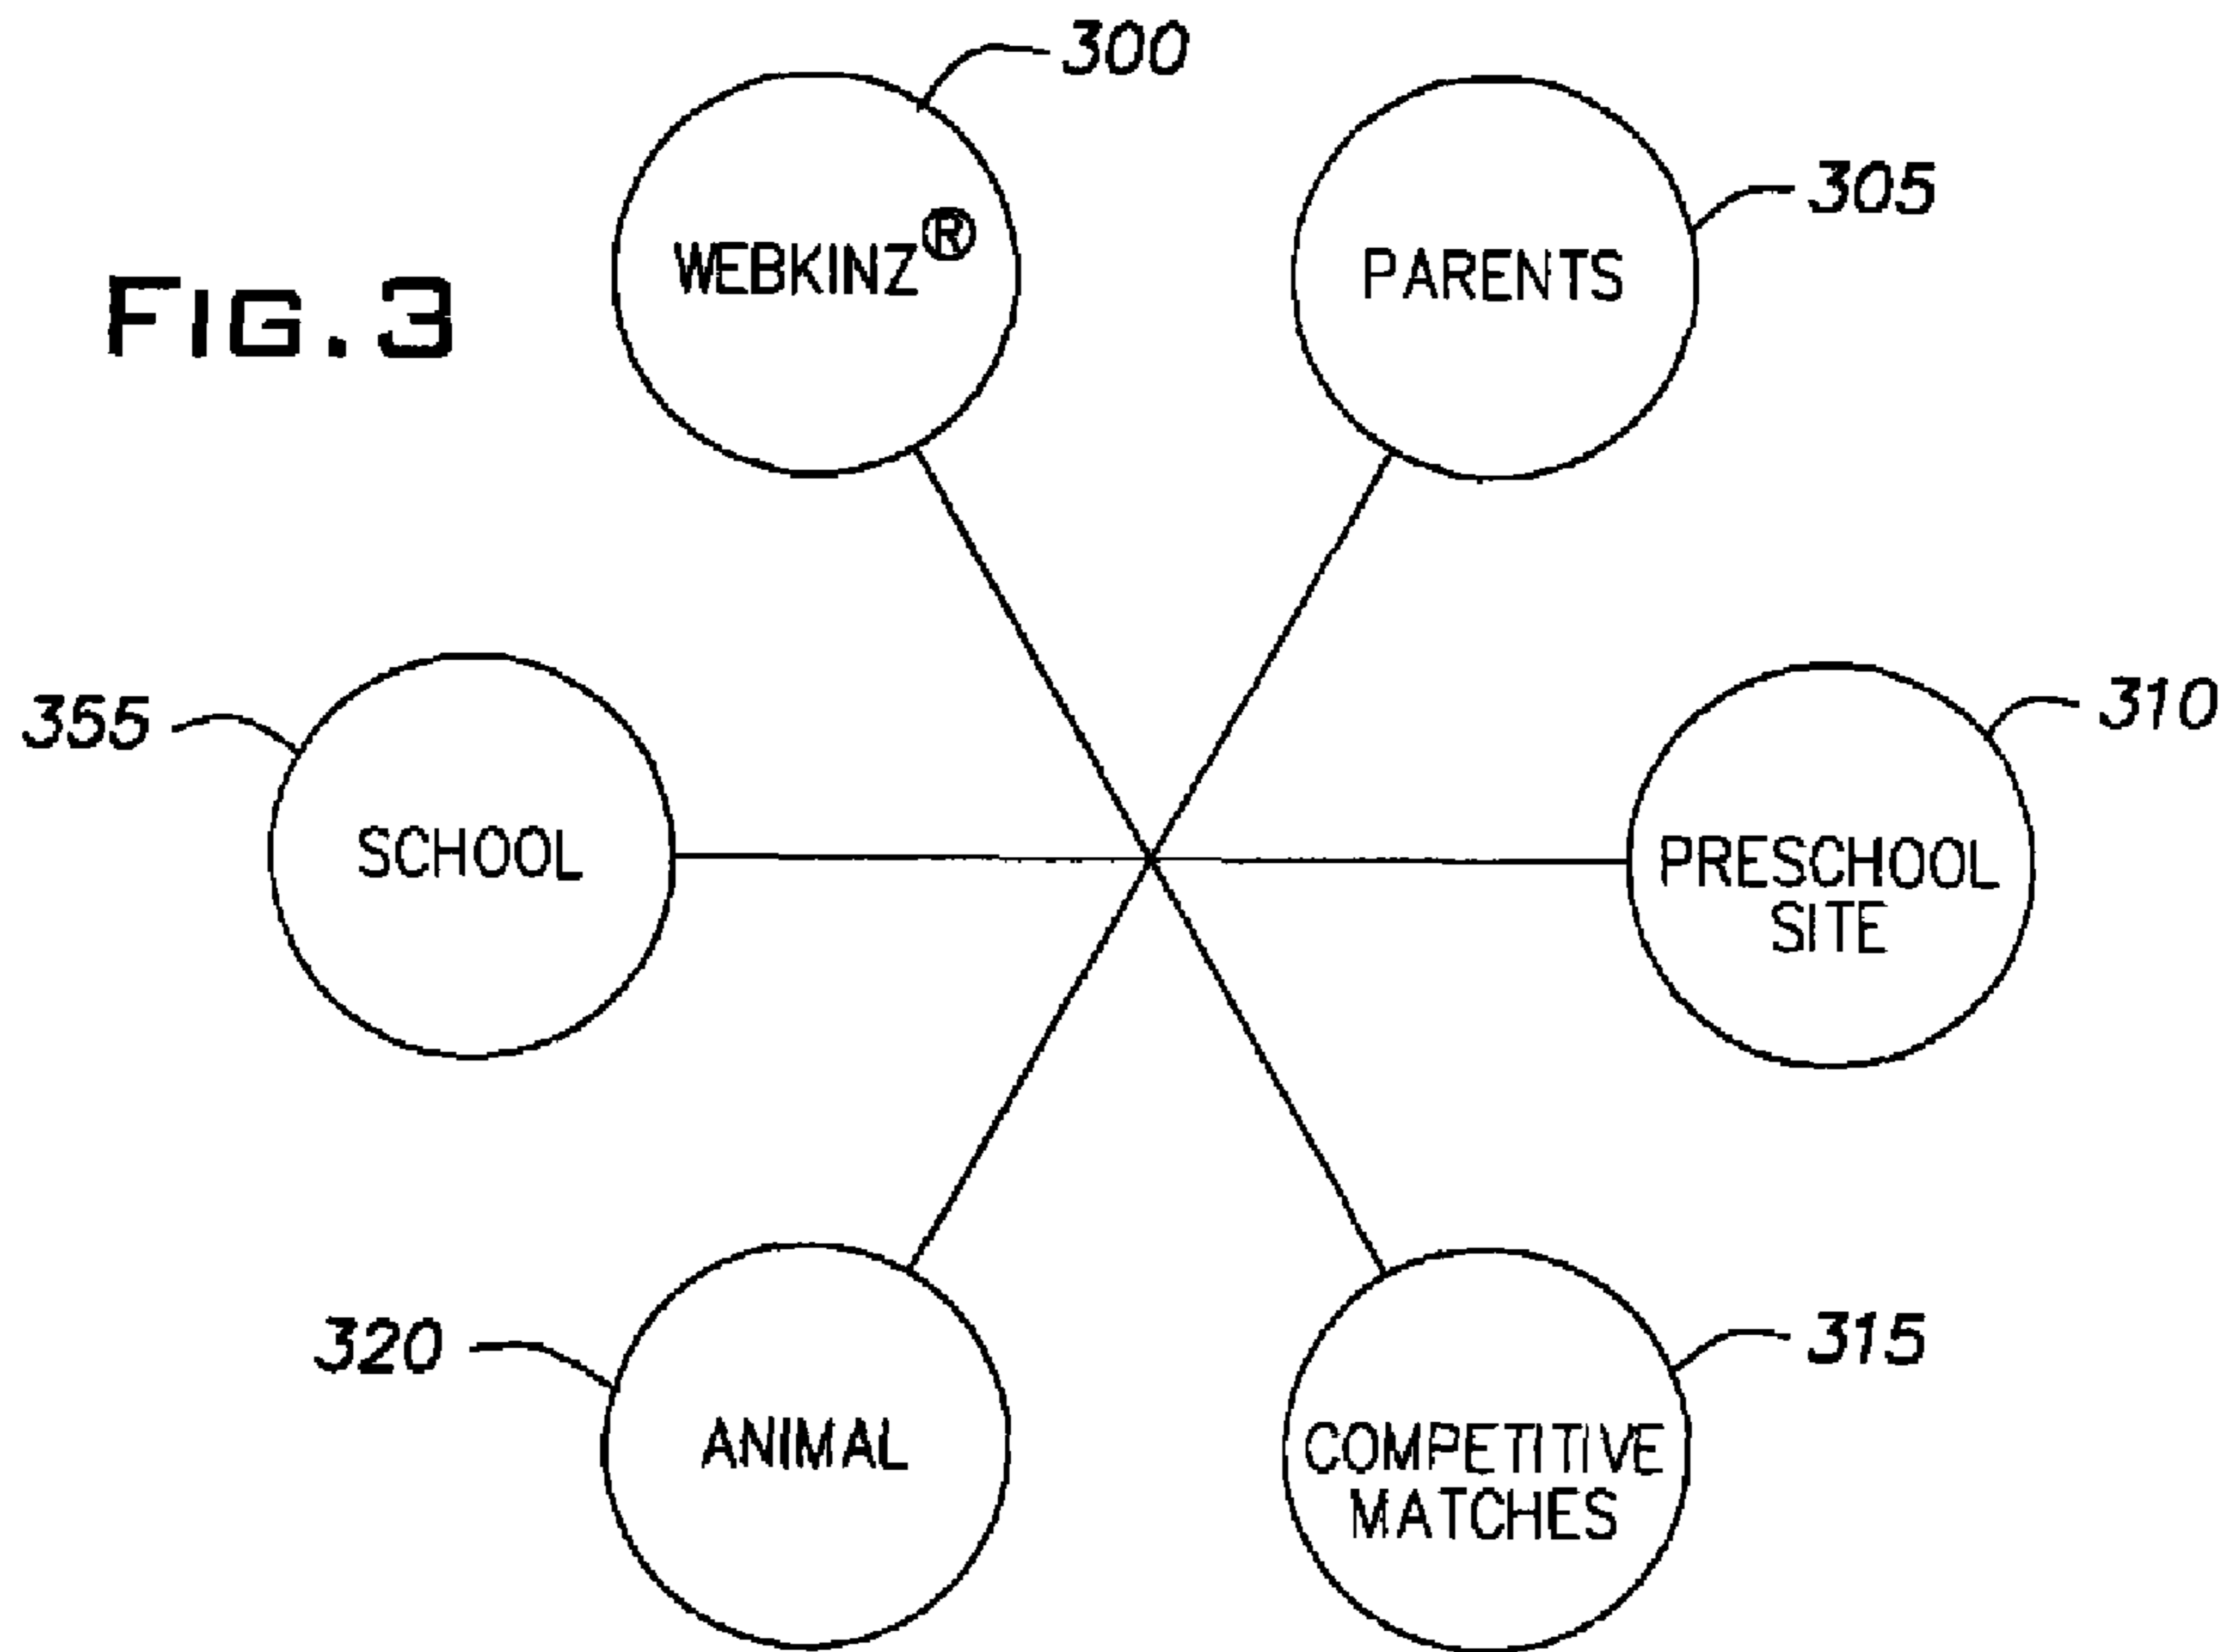 300
WEBKINZ®
PARENTS
305
FIG. 3
355
SCHOOL
310
PRESCHOOL
SITE
320
ANIMAL
315
COMPETITIVE
MATCHES